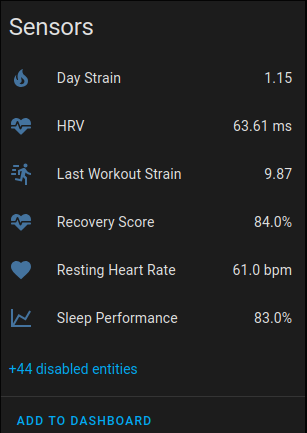 Sensors
Day Strain 1.15
HRV 63.61 ms
Last Workout Strain 9.87
Recovery Score 84.0%
Resting Heart Rate 61.0 bpm
Sleep Performance 83.0%
+44 disabled entities
ADD TO DASHBOARD